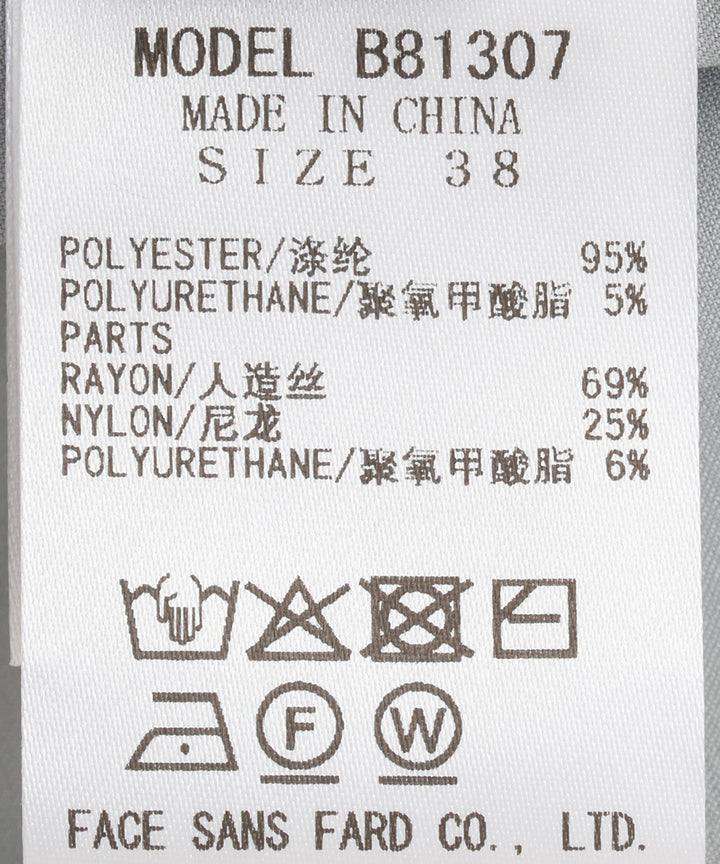 MODEL B81307
MADE IN CHINA
SIZE 38
POLYESTER/涤纶 95%
POLYURETHANE/聚氨甲酸脂 5%
PARTS
RAYON/人造丝 69%
NYLON/尼龙 25%
POLYURETHANE/聚氨甲酸脂 6%
F W
FACE SANS FARD CO., LTD.